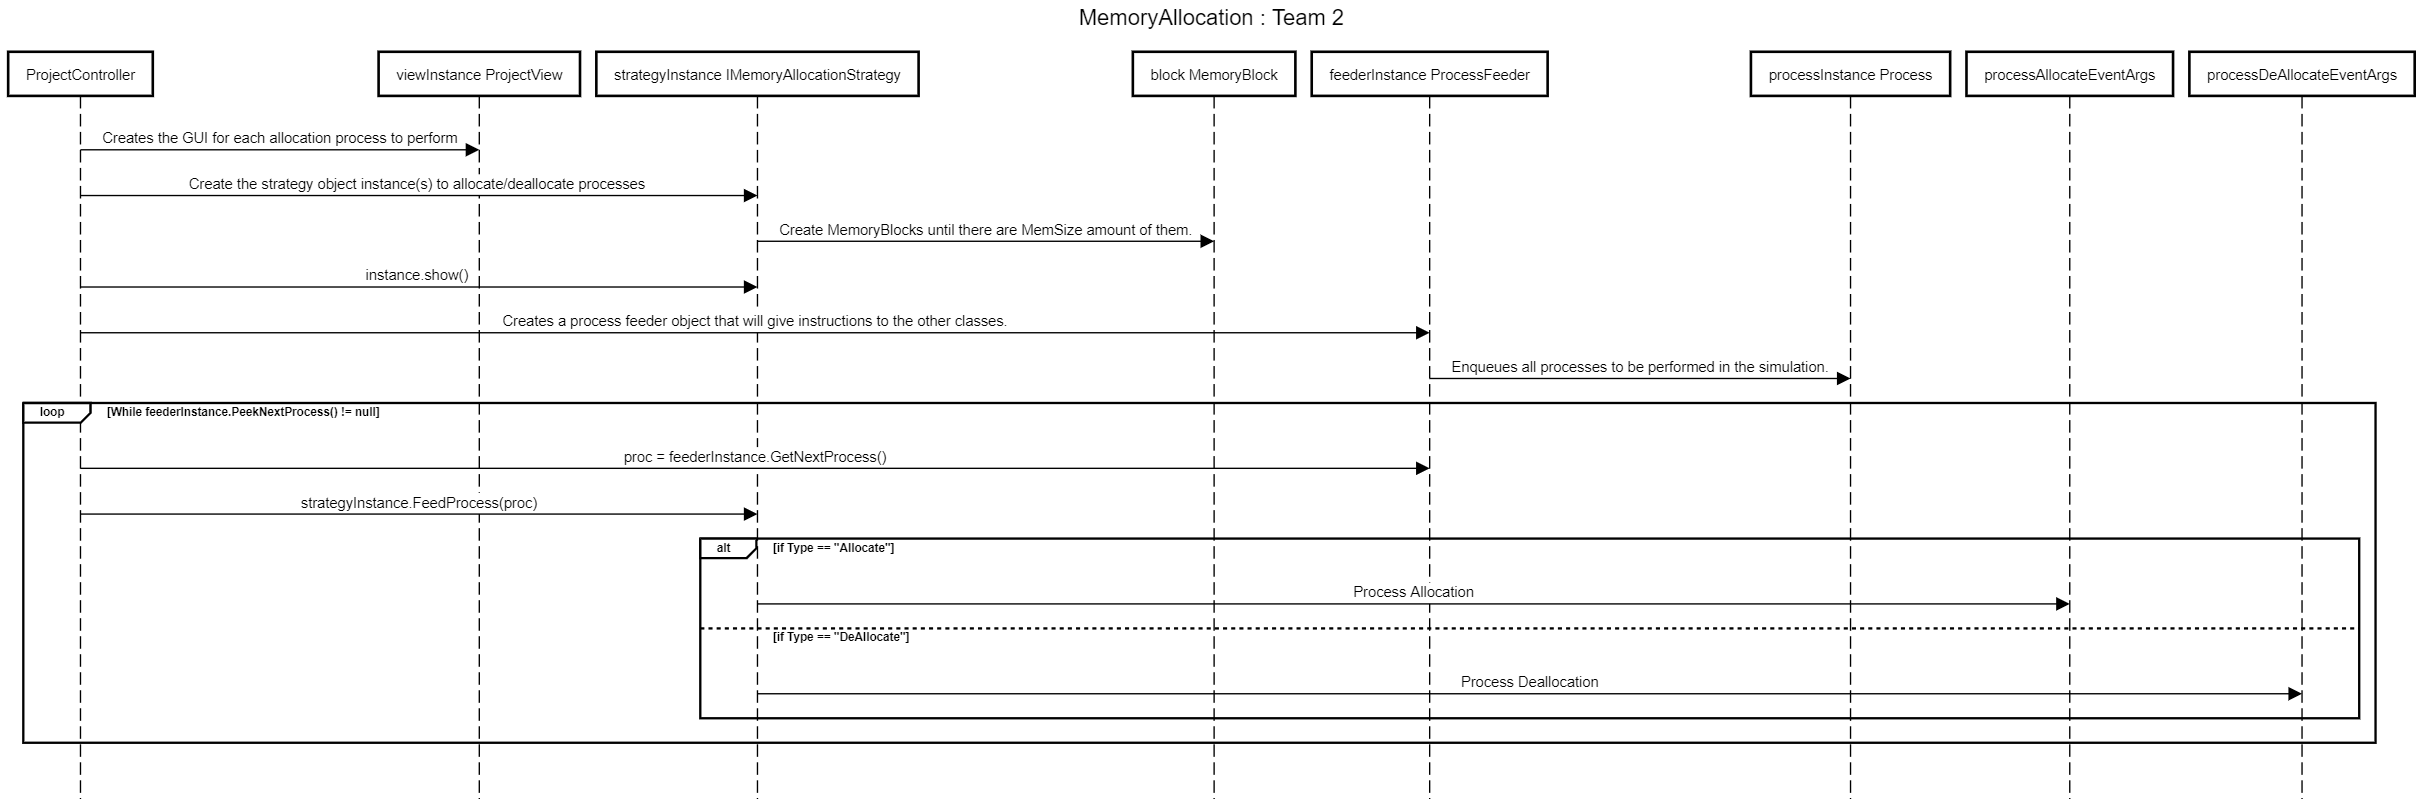 MemoryAllocation : Team 2
ProjectController
viewInstance ProjectView
strategyInstance IMemoryAllocationStrategy
block MemoryBlock
feederInstance ProcessFeeder
processInstance Process
processAllocateEventArgs
processDeAllocateEventArgs
Creates the GUI for each allocation process to perform
Create the strategy object instance(s) to allocate/deallocate processes
Create MemoryBlocks until there are MemSize amount of them.
instance.show()
Creates a process feeder object that will give instructions to the other classes.
Enqueues all processes to be performed in the simulation.
loop
[While feederInstance.PeekNextProcess() != null]
proc = feederInstance.GetNextProcess()
strategyInstance.FeedProcess(proc)
alt
[if Type == "Allocate"]
Process Allocation
[if Type == "DeAllocate"]
Process Deallocation